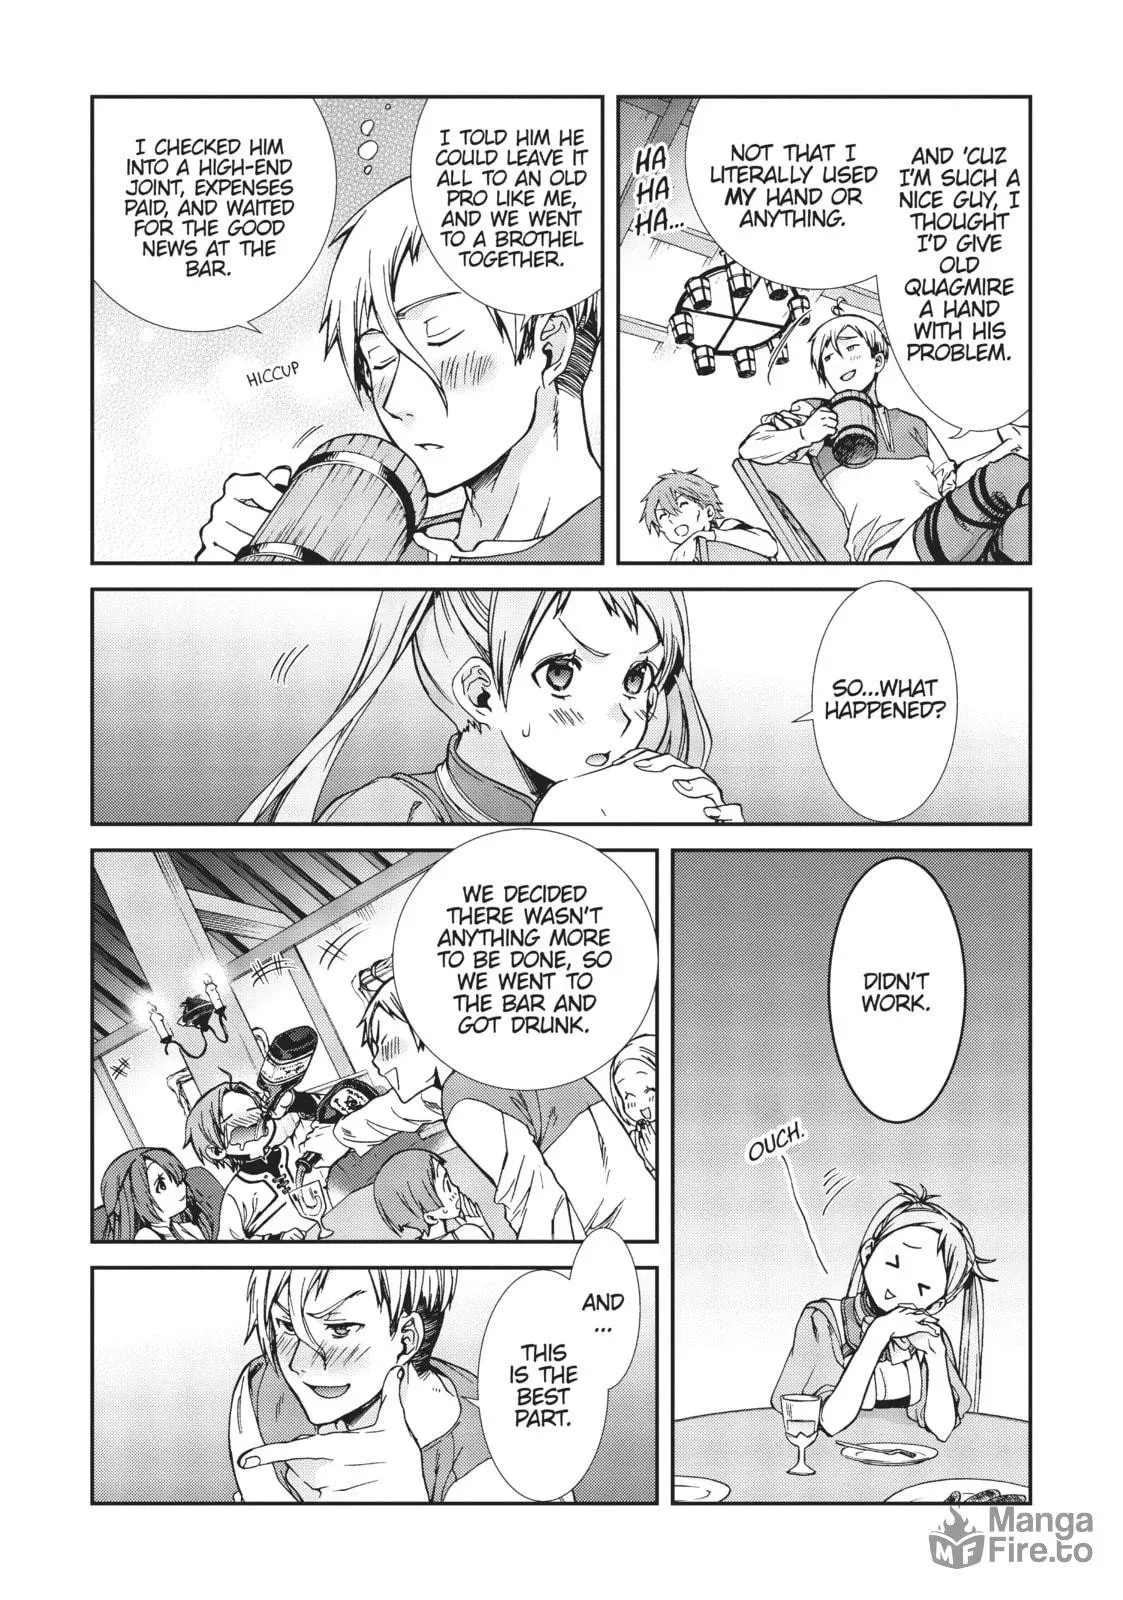 AND 'CUZ
I'M SUCH A
NICE GUY, I
THOUGHT
I'D GIVE
OLD
QUAGMIRE
A HAND
WITH HIS
PROBLEM.
NOT THAT I
LITERALLY USED
MY HAND OR
ANYTHING.
HA
HA
HA...
I TOLD HIM HE
COULD LEAVE IT
ALL TO AN OLD
PRO LIKE ME,
AND WE WENT
TO A BROTHEL
TOGETHER.
I CHECKED HIM
INTO A HIGH-END
JOINT, EXPENSES
PAID, AND WAITED
FOR THE GOOD
NEWS AT THE
BAR.
HICCUP
SO...WHAT
HAPPENED?
DIDN'T
WORK.
OUCH.
WE DECIDED
THERE WASN'T
ANYTHING MORE
TO BE DONE, SO
WE WENT TO
THE BAR AND
GOT DRUNK.
AND
...
THIS
IS THE
BEST
PART.
Manga
Fire.to
MF